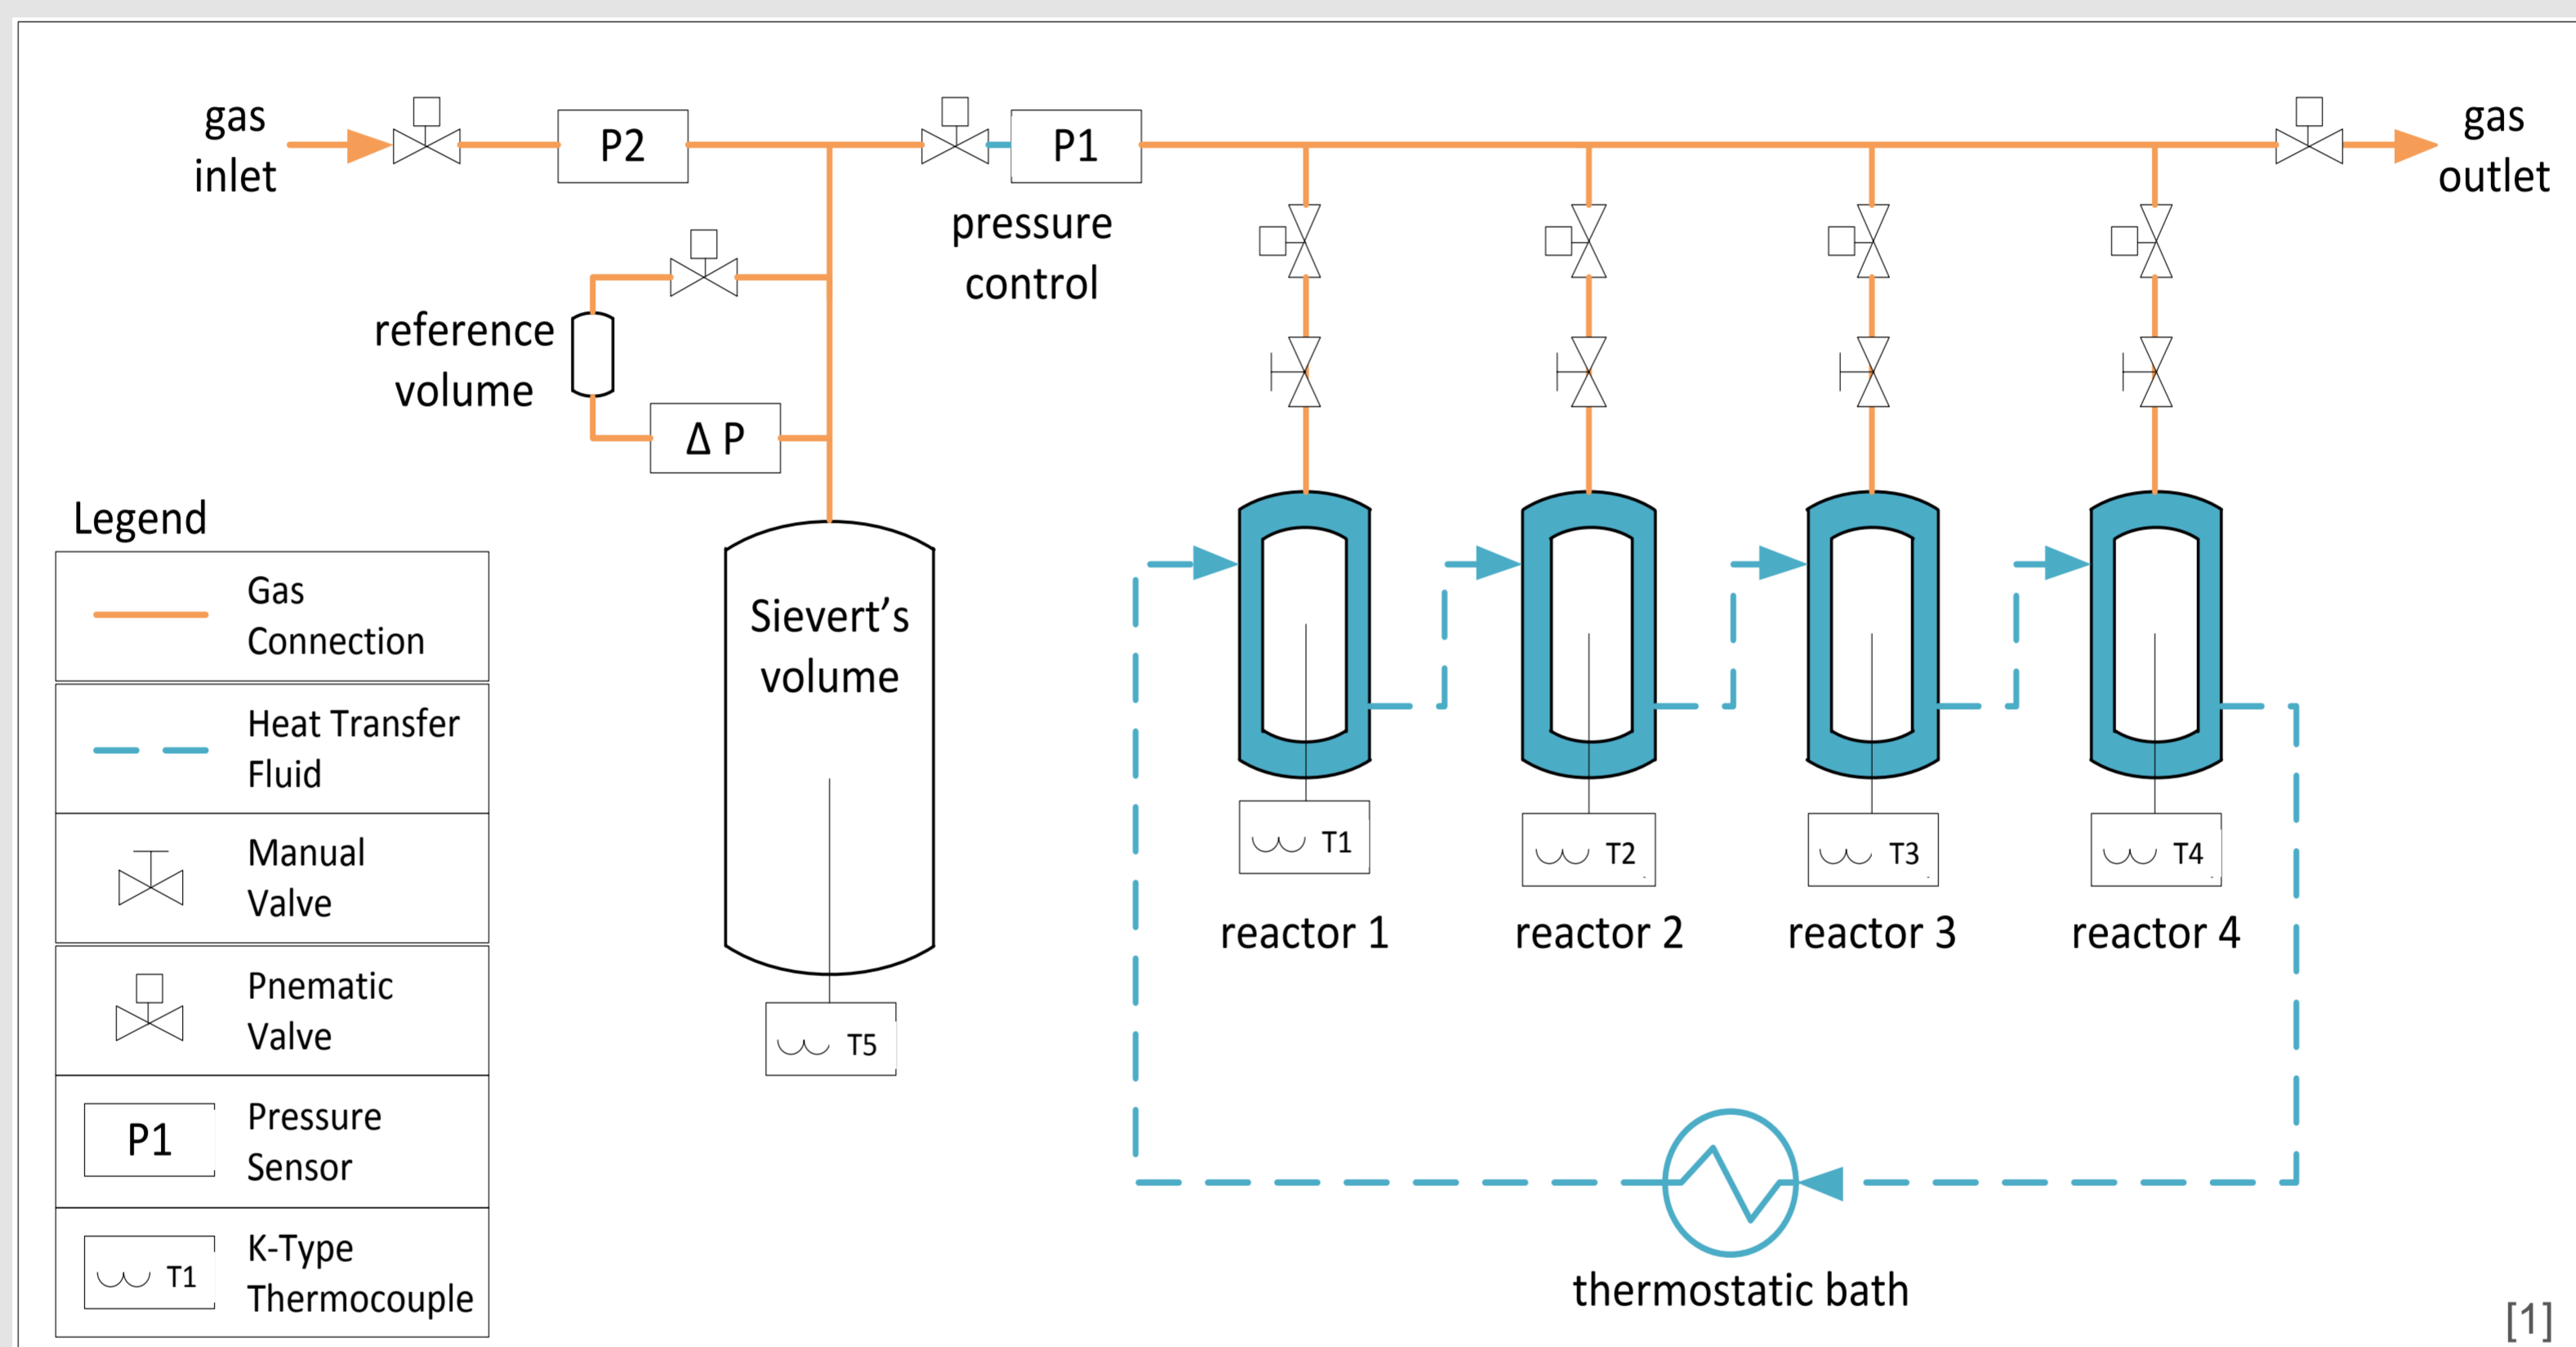 gas
inlet
P2
P1
gas
outlet
pressure
control
reference
volume
Δ P
Sievert’s
volume
T5
T1
T2
T3
T4
reactor 1
reactor 2
reactor 3
reactor 4
thermostatic bath
Legend
Gas
Connection
Heat Transfer
Fluid
Manual
Valve
Pnematic
Valve
P1
Pressure
Sensor
T1
K-Type
Thermocouple
[1]